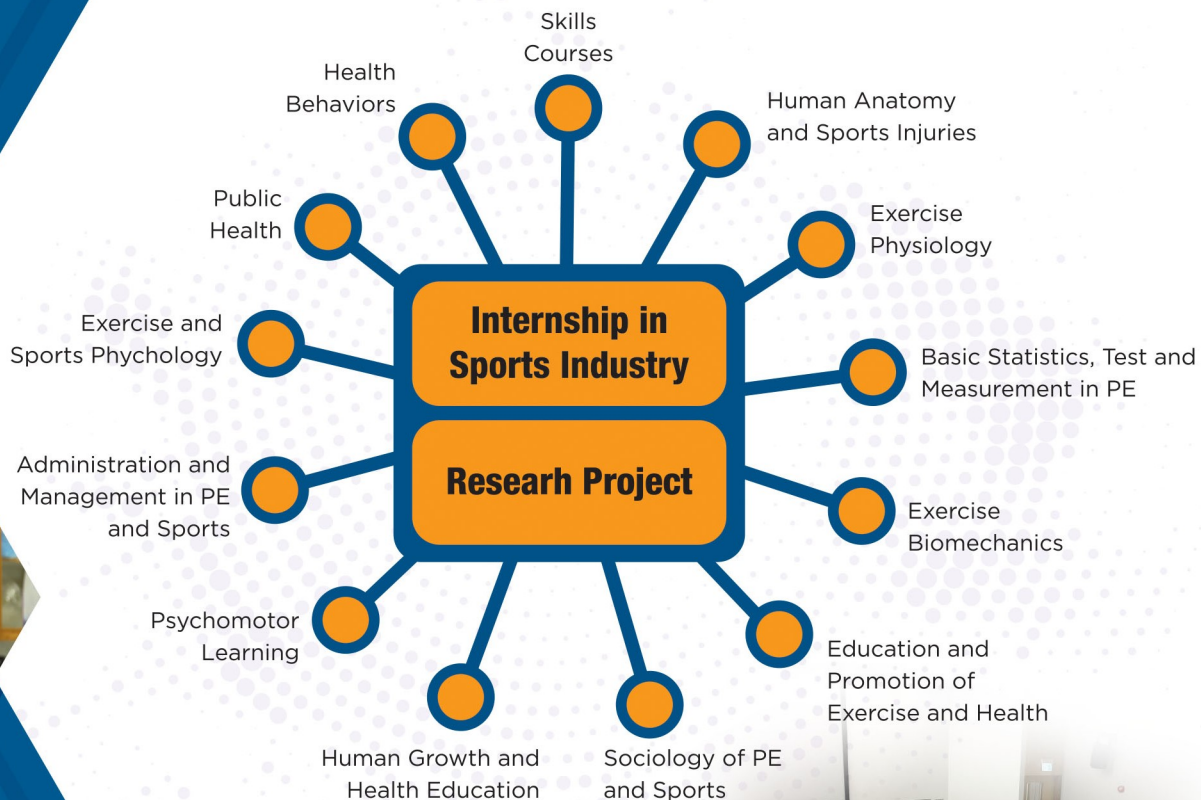 Skills
Courses
Health
Behaviors
Human Anatomy
and Sports Injuries
Public
Health
Exercise
Physiology
Exercise and
Sports Phychology
Internship in
Sports Industry
Basic Statistics, Test and
Measurement in PE
Administration and
Management in PE
and Sports
Researh Project
Exercise
Biomechanics
Psychomotor
Learning
Education and
Promotion of
Exercise and Health
Human Growth and
Health Education
Sociology of PE
and Sports